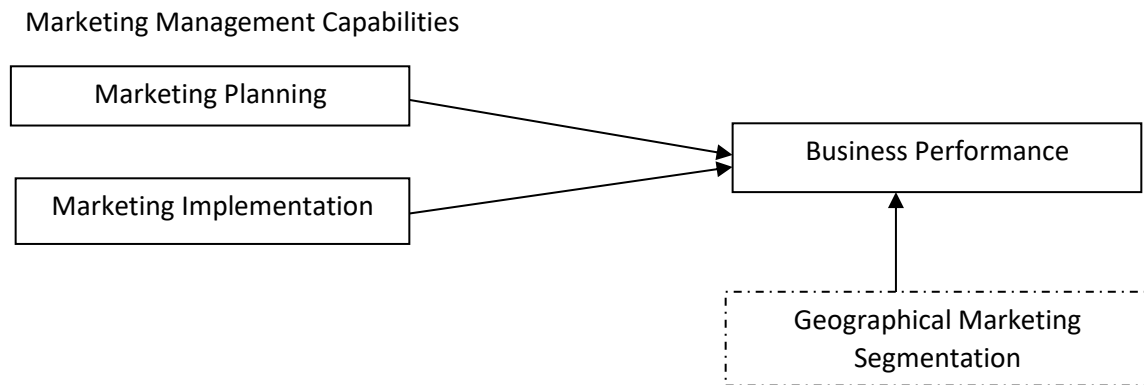 Marketing Management Capabilities
Marketing Planning
Business Performance
Marketing Implementation
Geographical Marketing
Segmentation